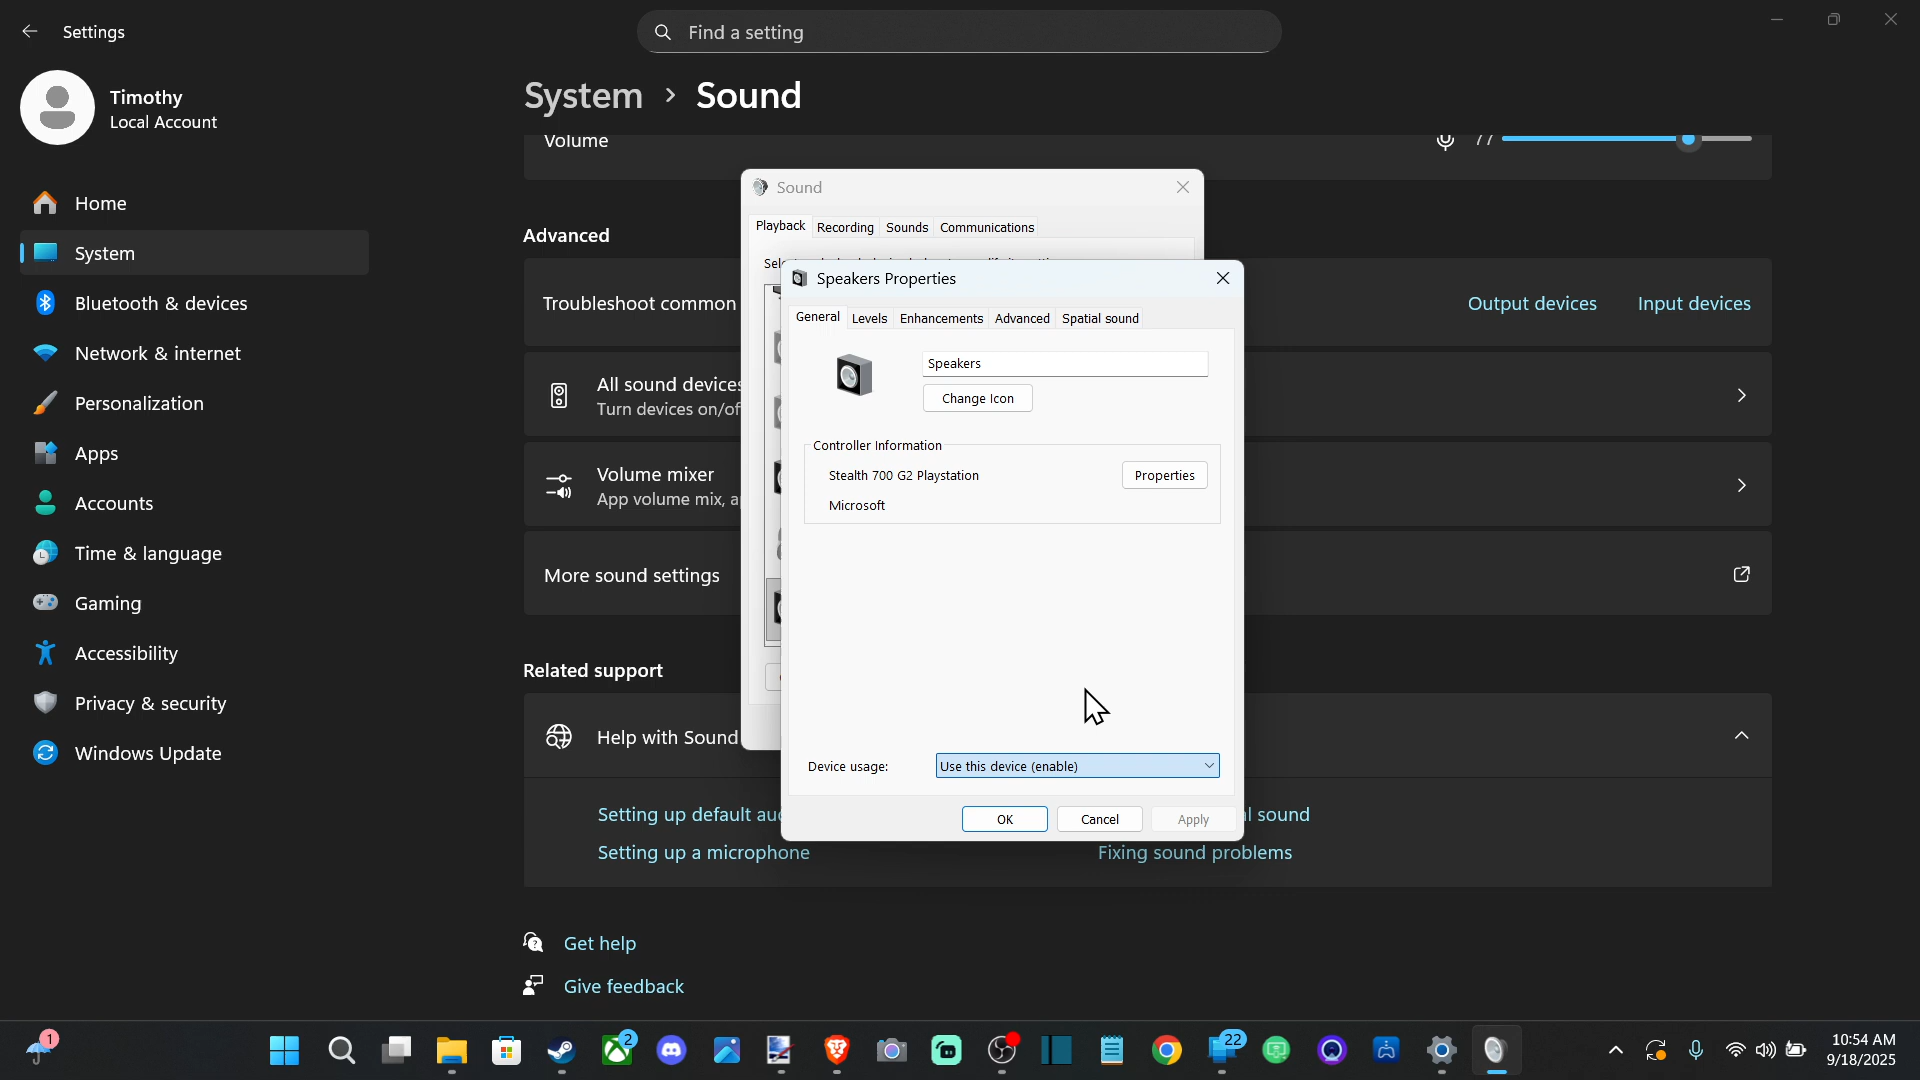 Settings
Find a setting
Timothy
Local Account
System > Sound
Home
System
Bluetooth & devices
Network & internet
Personalization
Apps
Accounts
Time & language
Gaming
Accessibility
Privacy & security
Windows Update
Volume
77
Advanced
Troubleshoot common
Output devices
Input devices
All sound devices
Turn devices on/of
Volume mixer
App volume mix, a
More sound settings
Related support
Help with Sound
Setting up default au
l sound
Setting up a microphone
Fixing sound problems
Get help
Give feedback
Sound
Playback
Recording
Sounds
Communications
Speakers Properties
General
Levels
Enhancements
Advanced
Spatial sound
Speakers
Change Icon
Controller Information
Stealth 700 G2 Playstation
Properties
Microsoft
Device usage:
Use this device (enable)
OK
Cancel
Apply
1
2
22
10:54 AM
9/18/2025